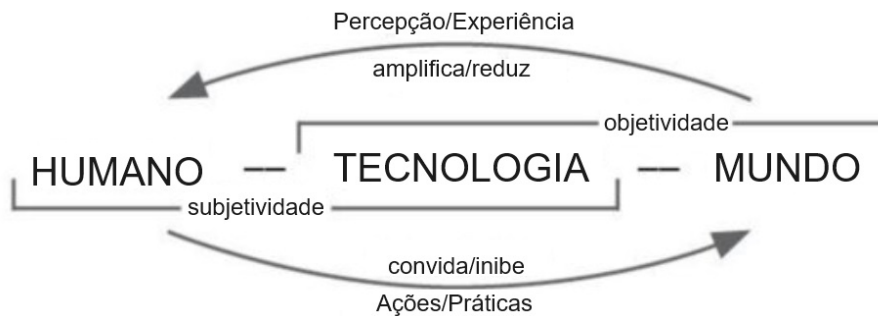 Percepção/Experiência
amplifica/reduz
objetividade
HUMANO — TECNOLOGIA — MUNDO
subjetividade
convida/inibe
Ações/Práticas